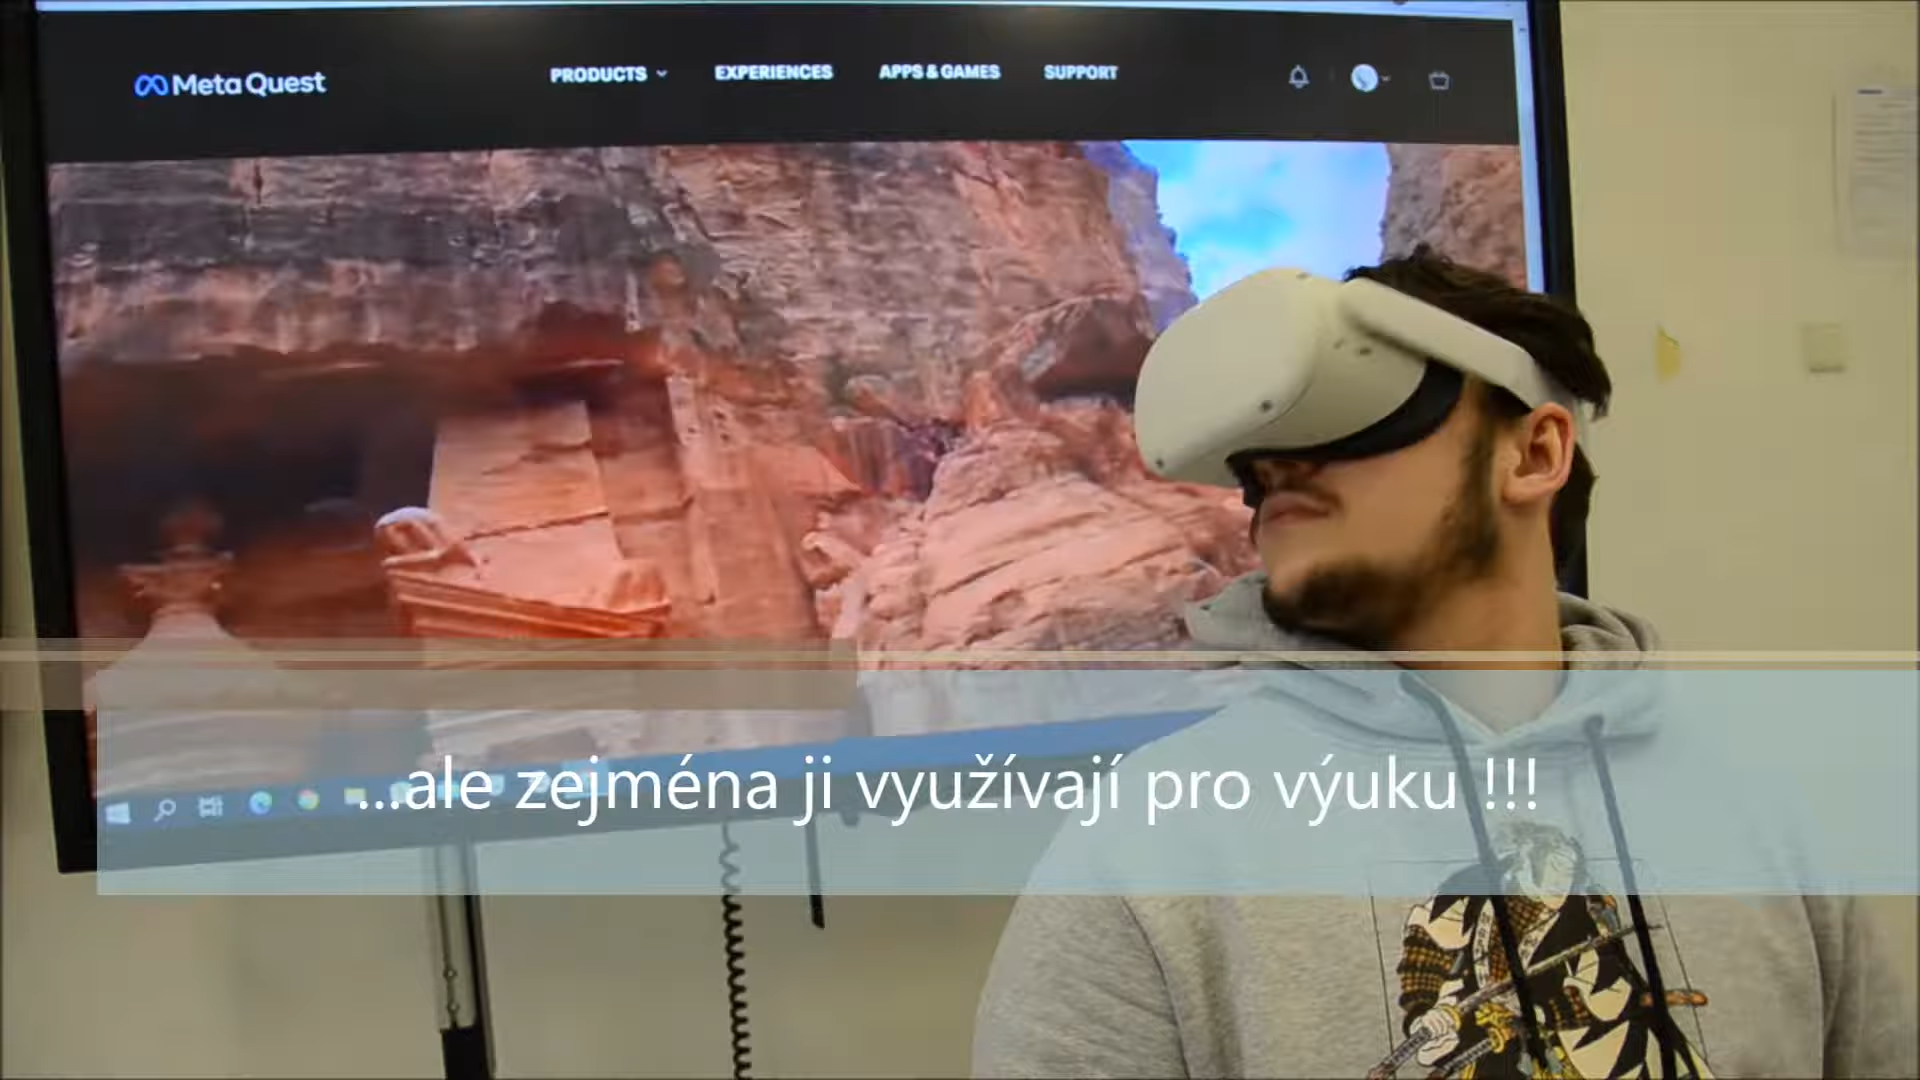 Meta Quest
PRODUCTS
EXPERIENCES
APPS & GAMES
SUPPORT
...ale zejména ji využívají pro výuku !!!